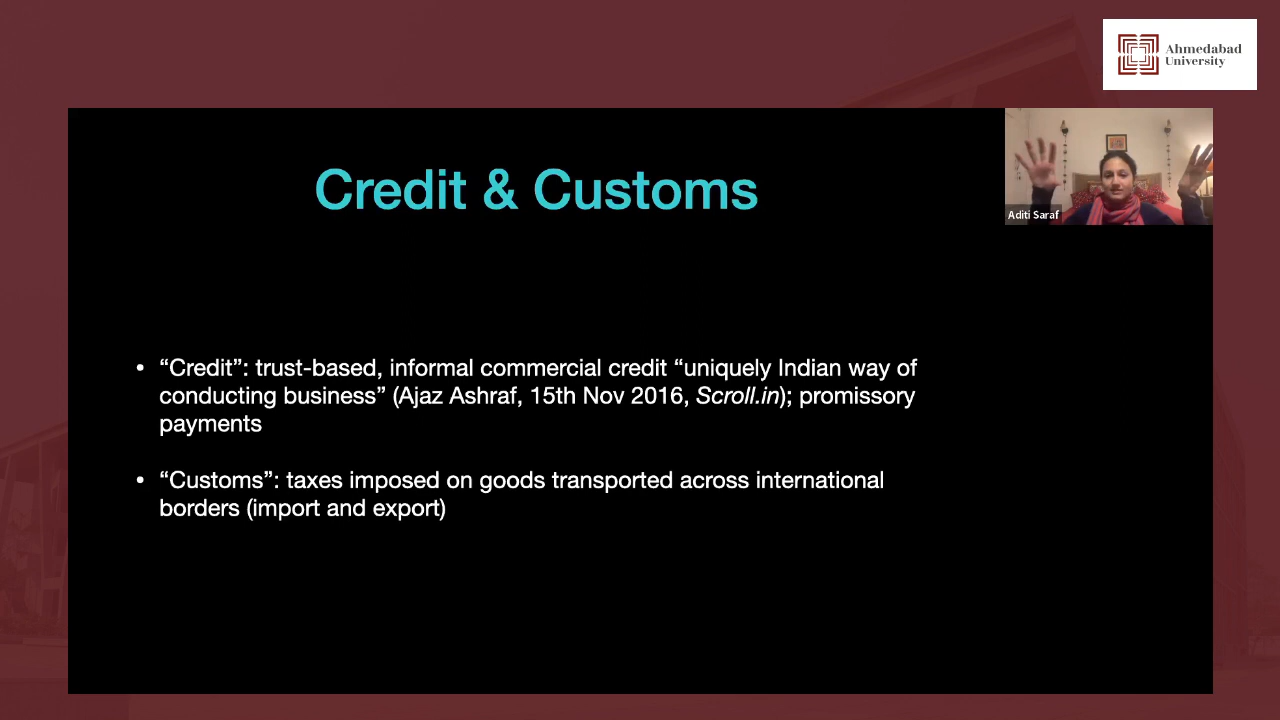 Ahmedabad
University
Credit & Customs
Aditi Saraf
• “Credit”: trust-based, informal commercial credit “uniquely Indian way of
conducting business” (Ajaz Ashraf, 15th Nov 2016, Scroll.in); promissory
payments
• “Customs”: taxes imposed on goods transported across international
borders (import and export)